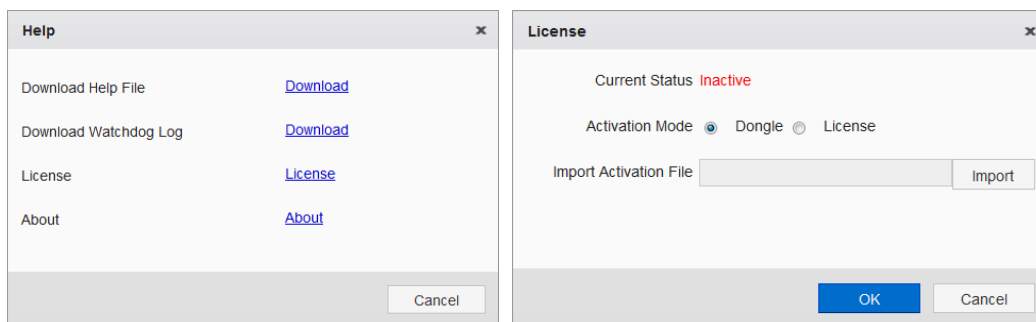 Help x
Download Help File Download
Download Watchdog Log Download
License License
About About
Cancel
License x
Current Status Inactive
Activation Mode Dongle License
Import Activation File Import
OK Cancel